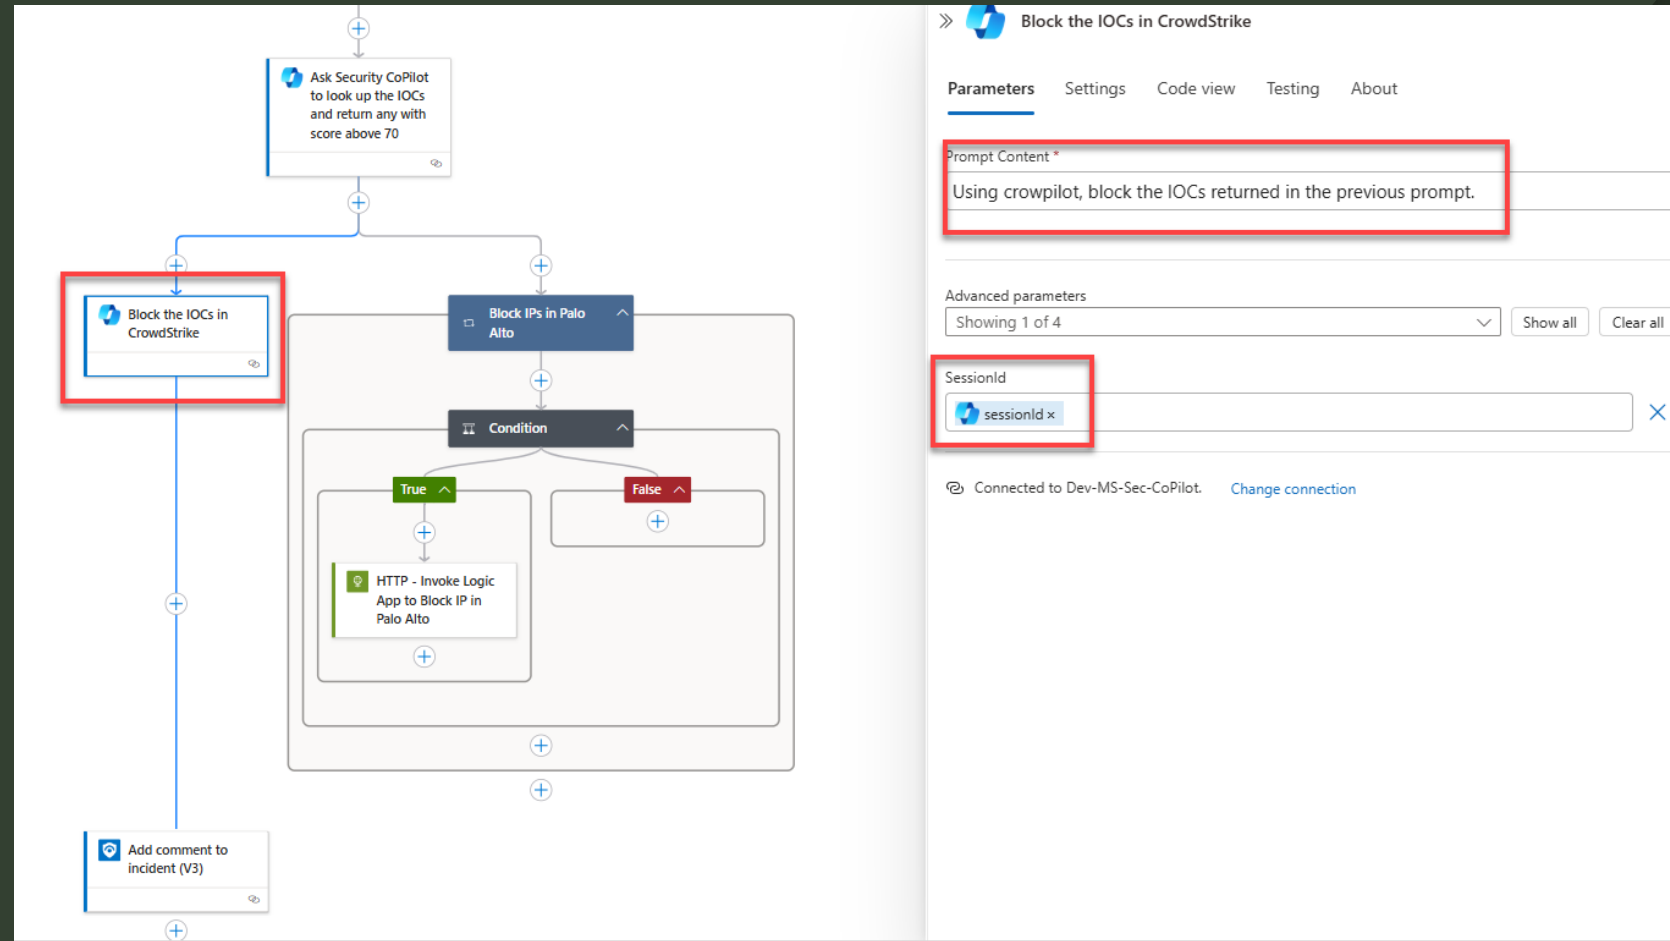 Ask Security CoPilot
to look up the IOCs
and return any with
score above 70
Block the IOCs in
CrowdStrike
Block IPs in Palo
Alto
Condition
True
False
HTTP - Invoke Logic
App to Block IP in
Palo Alto
Add comment to
incident (V3)
Block the IOCs in CrowdStrike
Parameters Settings Code view Testing About
Prompt Content *
Using crowpilot, block the IOCs returned in the previous prompt.
Advanced parameters
Showing 1 of 4 Show all Clear all
SessionId
sessionId ×
Connected to Dev-MS-Sec-CoPilot. Change connection